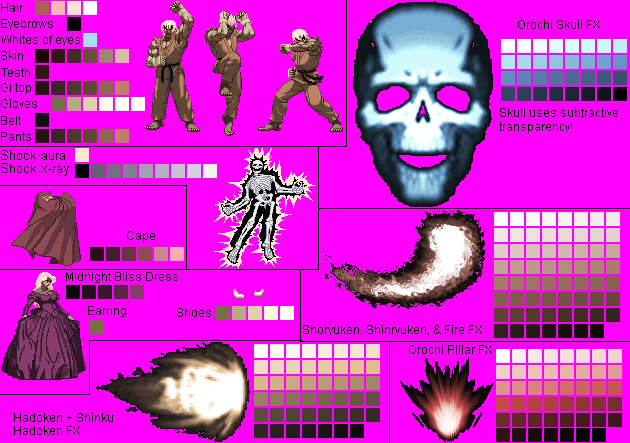 Hair
Eyebrows
Whites of eyes
Skin
Teeth
Gi top
Gloves
Belt
Pants
Shock aura
Shock x-ray
Orochi Skull FX
Skull uses subtractive
transparency!
Cape
Midnight Bliss Dress
Earring
Shoes
Shoryuken, Shinryuken, & Fire FX
Hadoken + Shinku
Hadoken FX
Orochi Pillar FX